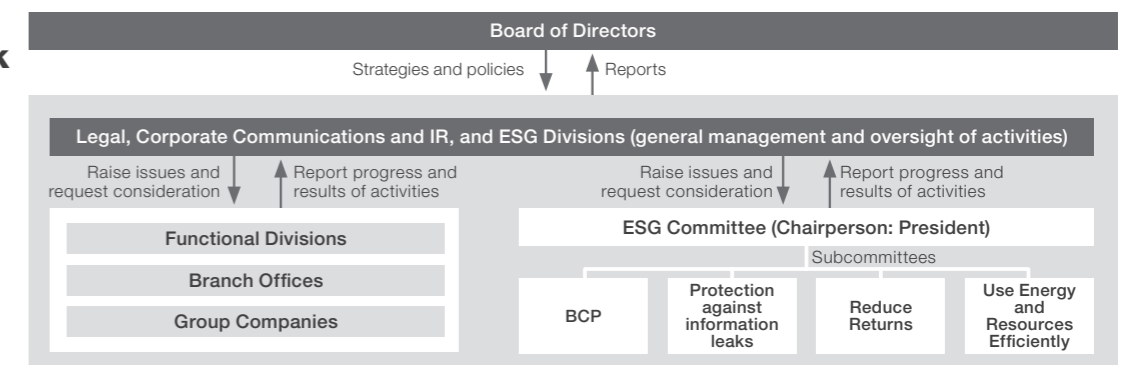 k
Board of Directors
Strategies and policies
Reports
Legal, Corporate Communications and IR, and ESG Divisions (general management and oversight of activities)
Raise issues and
request consideration
Report progress and
results of activities
Raise issues and
request consideration
Report progress and
results of activities
Functional Divisions
Branch Offices
Group Companies
ESG Committee (Chairperson: President)
Subcommittees
BCP
Protection
against
information
leaks
Reduce
Returns
Use Energy
and
Resources
Efficiently